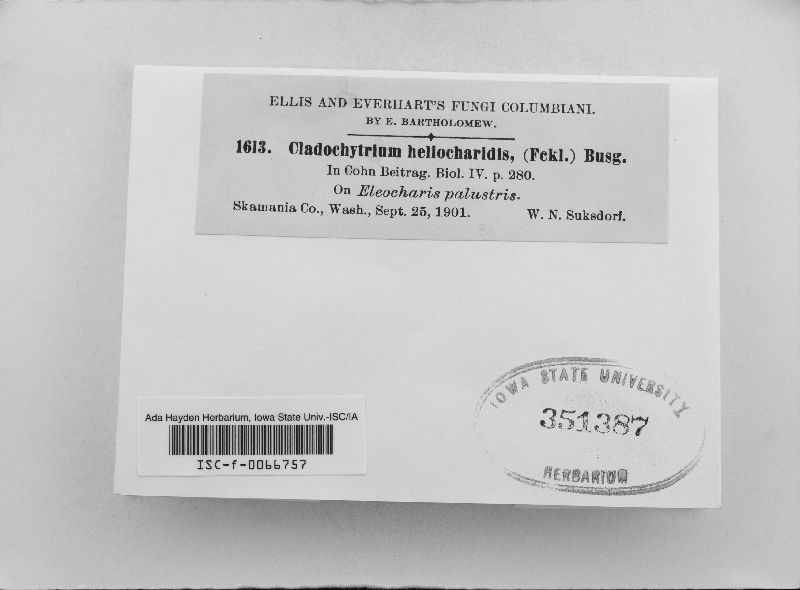 ELLIS AND EVERHART'S FUNGI COLUMBIANI.
BY E. BARTHOLOMEW.
1613. Cladochytrium heliocharidis, (Fckl.) Busg.
In Cohn Beitrag. Biol. IV. p. 280.
On Eleocharis palustris.
Skamania Co., Wash., Sept. 25, 1901. W. N. Suksdorf.
IOWA STATE UNIVERSITY
351387
HERBARIUM
Ada Hayden Herbarium, Iowa State Univ.-ISC/IA
ISC-f-0066757